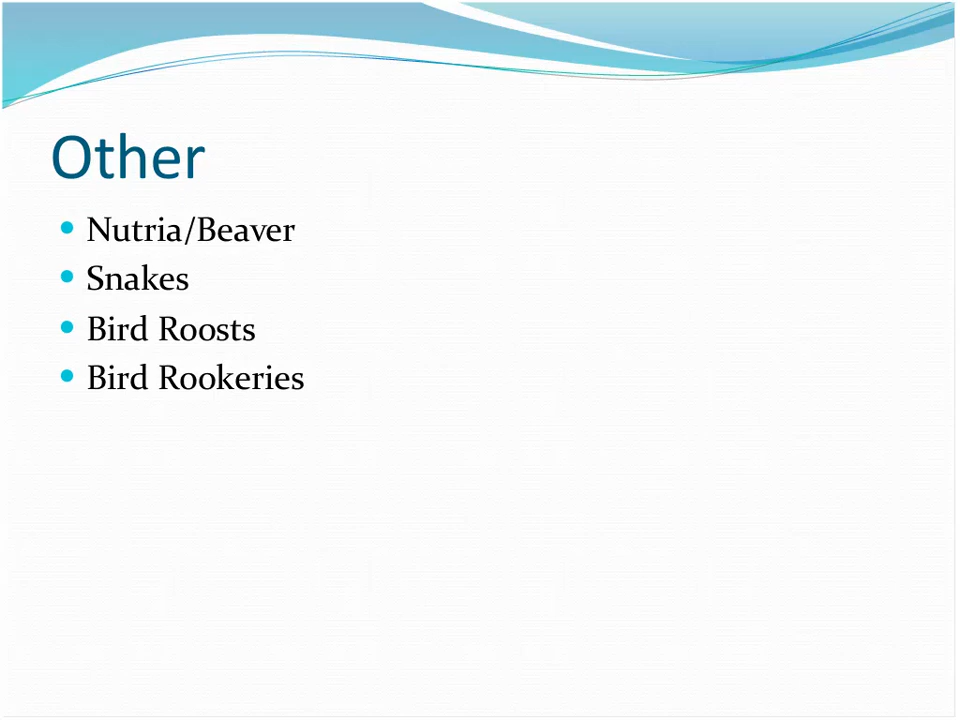 Other
Nutria/Beaver
Snakes
Bird Roosts
Bird Rookeries